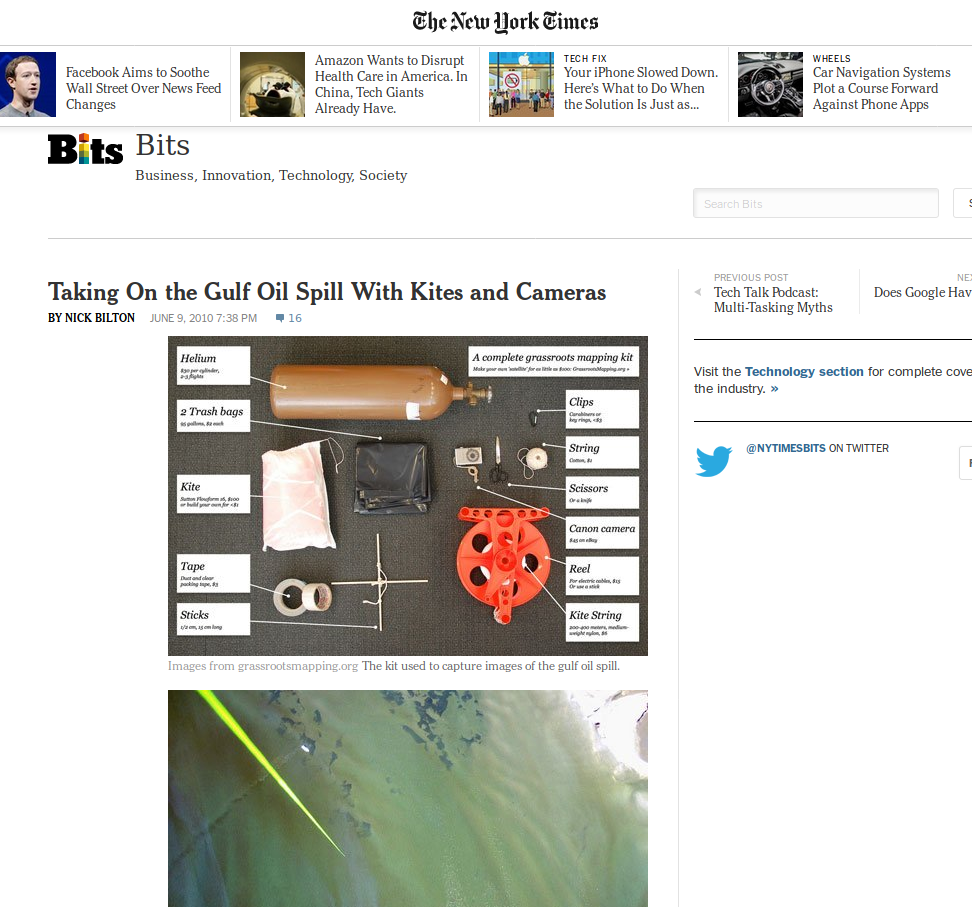 The New York Times
Facebook Aims to Soothe
Wall Street Over News Feed
Changes
Amazon Wants to Disrupt
Health Care in America. In
China, Tech Giants
Already Have.
TECH FIX
Your iPhone Slowed Down.
Here's What to Do When
the Solution Is Just as...
WHEELS
Car Navigation Systems
Plot a Course Forward
Against Phone Apps
Bits
Bits
Business, Innovation, Technology, Society
Search Bits
Taking On the Gulf Oil Spill With Kites and Cameras
BY NICK BILTON JUNE 9, 2010 7:38 PM 16
Helium
$30 per cylinder,
2-3 flights
A complete grassroots mapping kit
Make your own 'satellite' for as little as $100: GrassrootsMapping.org »
2 Trash bags
95 gallons, $2 each
Clips
Carabiners or
key rings, <$3
String
Cotton, $1
Kite
Sutton Flowform 16, $100
or build your own for <$1
Scissors
Or a knife
Canon camera
$45 on eBay
Tape
Duct and clear
packing tape, $3
Reel
For electric cables, $15
Or use a stick
Sticks
1/2 cm, 15 cm long
Kite String
200-400 meters, medium-
weight nylon, $6
Images from grassrootsmapping.org The kit used to capture images of the gulf oil spill.
PREVIOUS POST
Tech Talk Podcast:
Multi-Tasking Myths
NEX
Does Google Hav
Visit the Technology section for complete cove
the industry. »
@NYTIMESBITS ON TWITTER